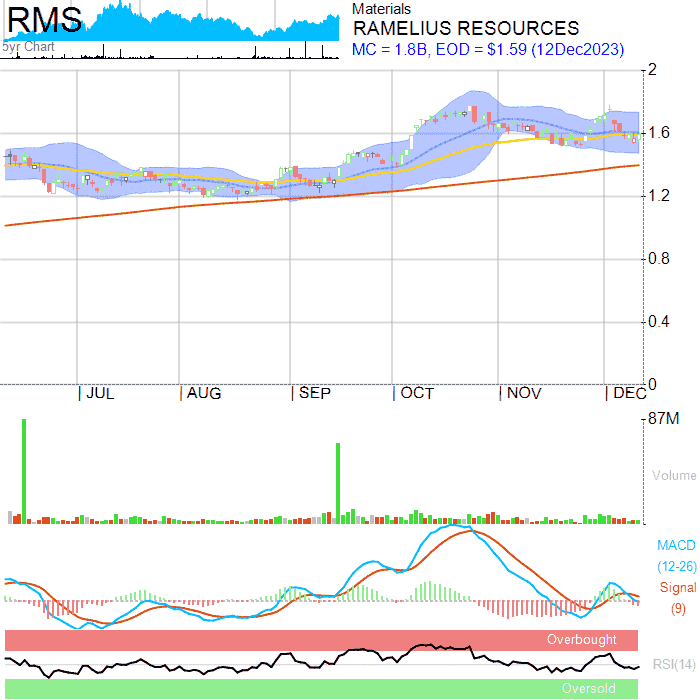 RMS
5yr Chart
Materials
RAMELIUS RESOURCES
MC = 1.8B, EOD = $1.59 (12Dec2023)
2
1.6
1.2
0.8
0.4
0
| JUL | AUG | SEP | OCT | NOV | DEC
87M
Volume
MACD
(12-26)
Signal
(9)
Overbought
RSI(14)
Oversold